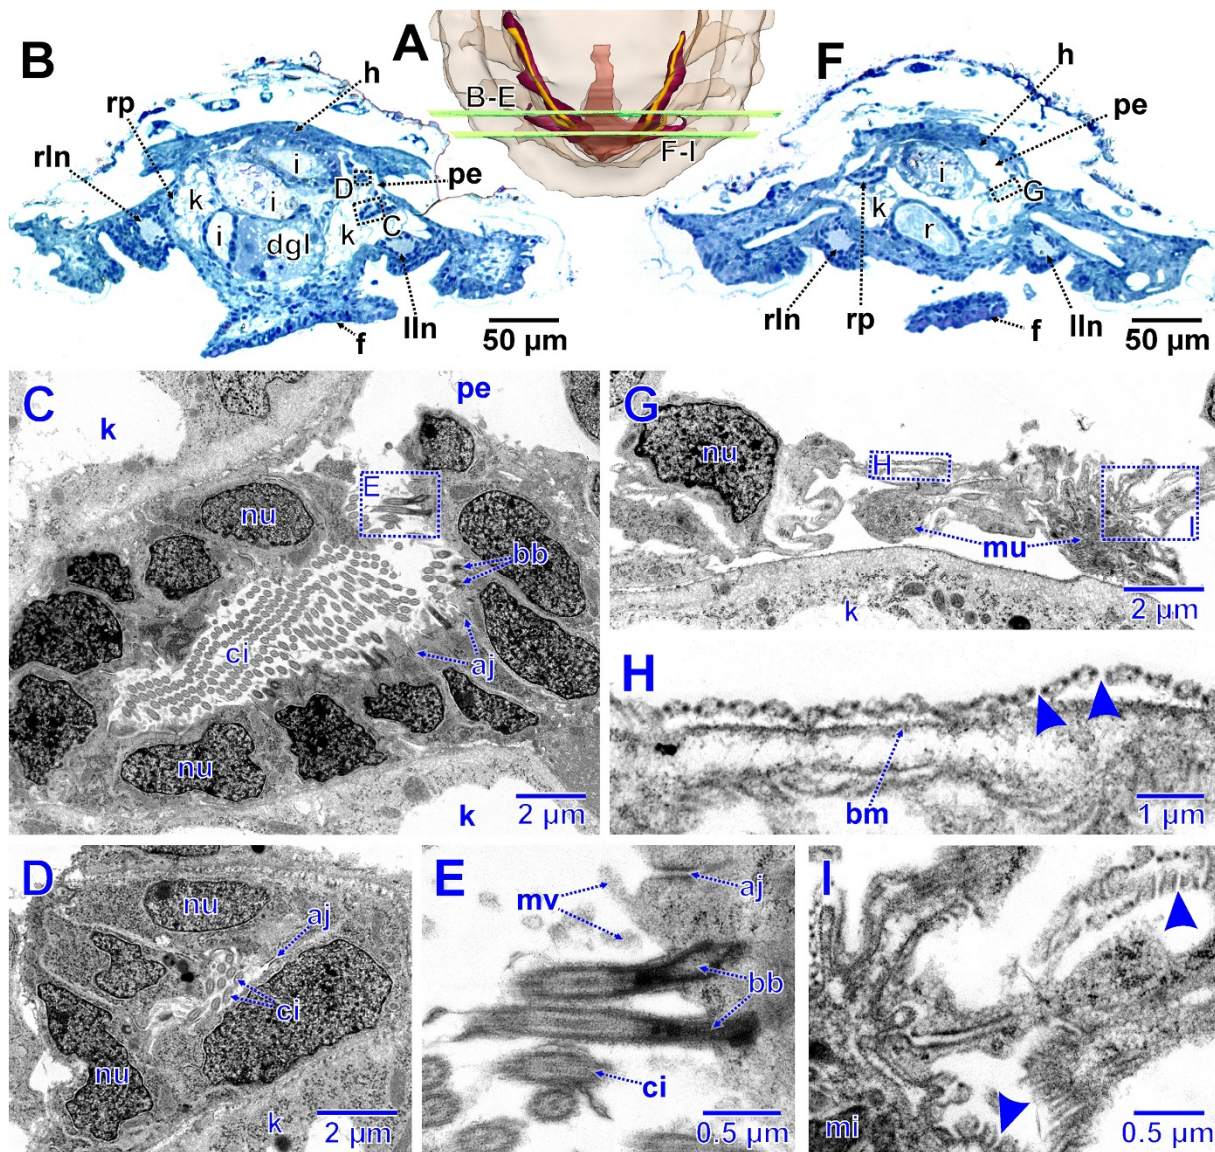 A
B-E
F-I
B
h
rp
rln
i
D
pe
k
i
C
i
dgl
k
lln
f
50 µm
F
h
pe
i
G
k
r
rln
rp
lln
f
50 µm
C
pe
k
E
nu
bb
ci
aj
nu
k
2 µm
G
nu
H
I
mu
k
2 µm
H
bm
1 µm
D
nu
aj
ci
nu
k
2 µm
E
mv
aj
bb
ci
0.5 µm
I
mi
0.5 µm